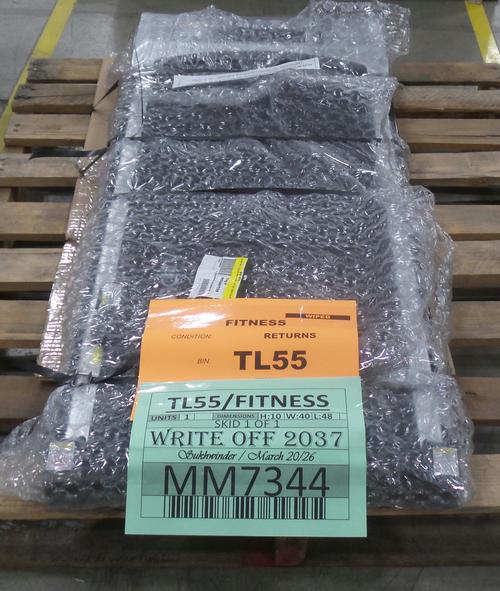 WIPED
FITNESS
CONDITION: RETURNS
BIN: TL55
TL55/FITNESS
UNITS 1 DIMENSIONS H:10 W:40 L:48
SKID 1 OF 1
WRITE OFF 2037
Sukhwinder / March 20/26
MM7344